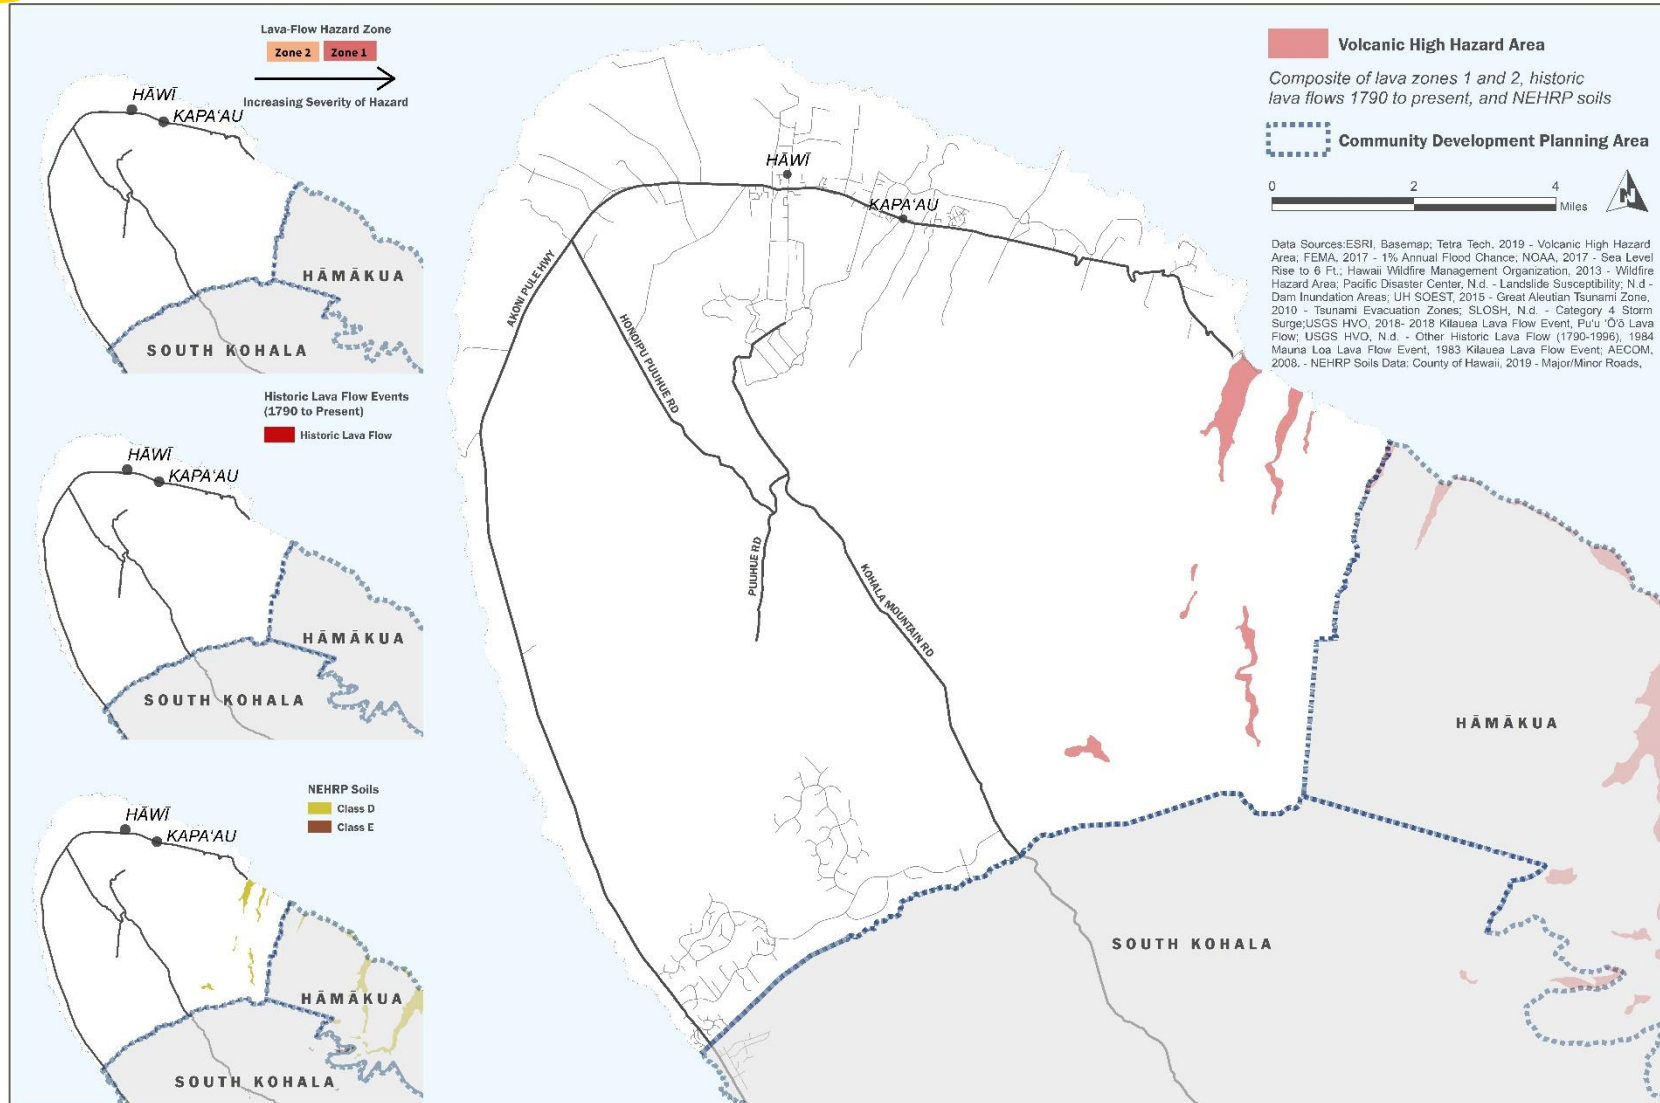 Lava-Flow Hazard Zone
Zone 2 Zone 1
Increasing Severity of Hazard
HĀWĪ
KAPA‘AU
HĀMĀKUA
SOUTH KOHALA
Historic Lava Flow Events
(1790 to Present)
Historic Lava Flow
HĀWĪ
KAPA‘AU
HĀMĀKUA
SOUTH KOHALA
NEHRP Soils
Class D
Class E
HĀWĪ
KAPA‘AU
HĀMĀKUA
SOUTH KOHALA
HĀWĪ
KAPA‘AU
AKONI PULE HWY
HONOIPU PUUHUE RD
PUUHUE RD
KOHALA MOUNTAIN RD
HĀMĀKUA
SOUTH KOHALA
Volcanic High Hazard Area
Composite of lava zones 1 and 2, historic
lava flows 1790 to present, and NEHRP soils
Community Development Planning Area
0 2 4
Miles
N
Data Sources:ESRI, Basemap; Tetra Tech, 2019 - Volcanic High Hazard
Area; FEMA, 2017 - 1% Annual Flood Chance; NOAA, 2017 - Sea Level
Rise to 6 Ft.; Hawaii Wildfire Management Organization, 2013 - Wildfire
Hazard Area; Pacific Disaster Center, N.d. - Landslide Susceptibility; N.d -
Dam Inundation Areas; UH SOEST, 2015 - Great Aleutian Tsunami Zone,
2010 - Tsunami Evacuation Zones; SLOSH, N.d. - Category 4 Storm
Surge;USGS HVO, 2018- 2018 Kilauea Lava Flow Event, Pu'u 'Ō'ō Lava
Flow; USGS HVO, N.d. - Other Historic Lava Flow (1790-1996), 1984
Mauna Loa Lava Flow Event, 1983 Kilauea Lava Flow Event; AECOM,
2008. - NEHRP Soils Data; County of Hawaii, 2019 - Major/Minor Roads,